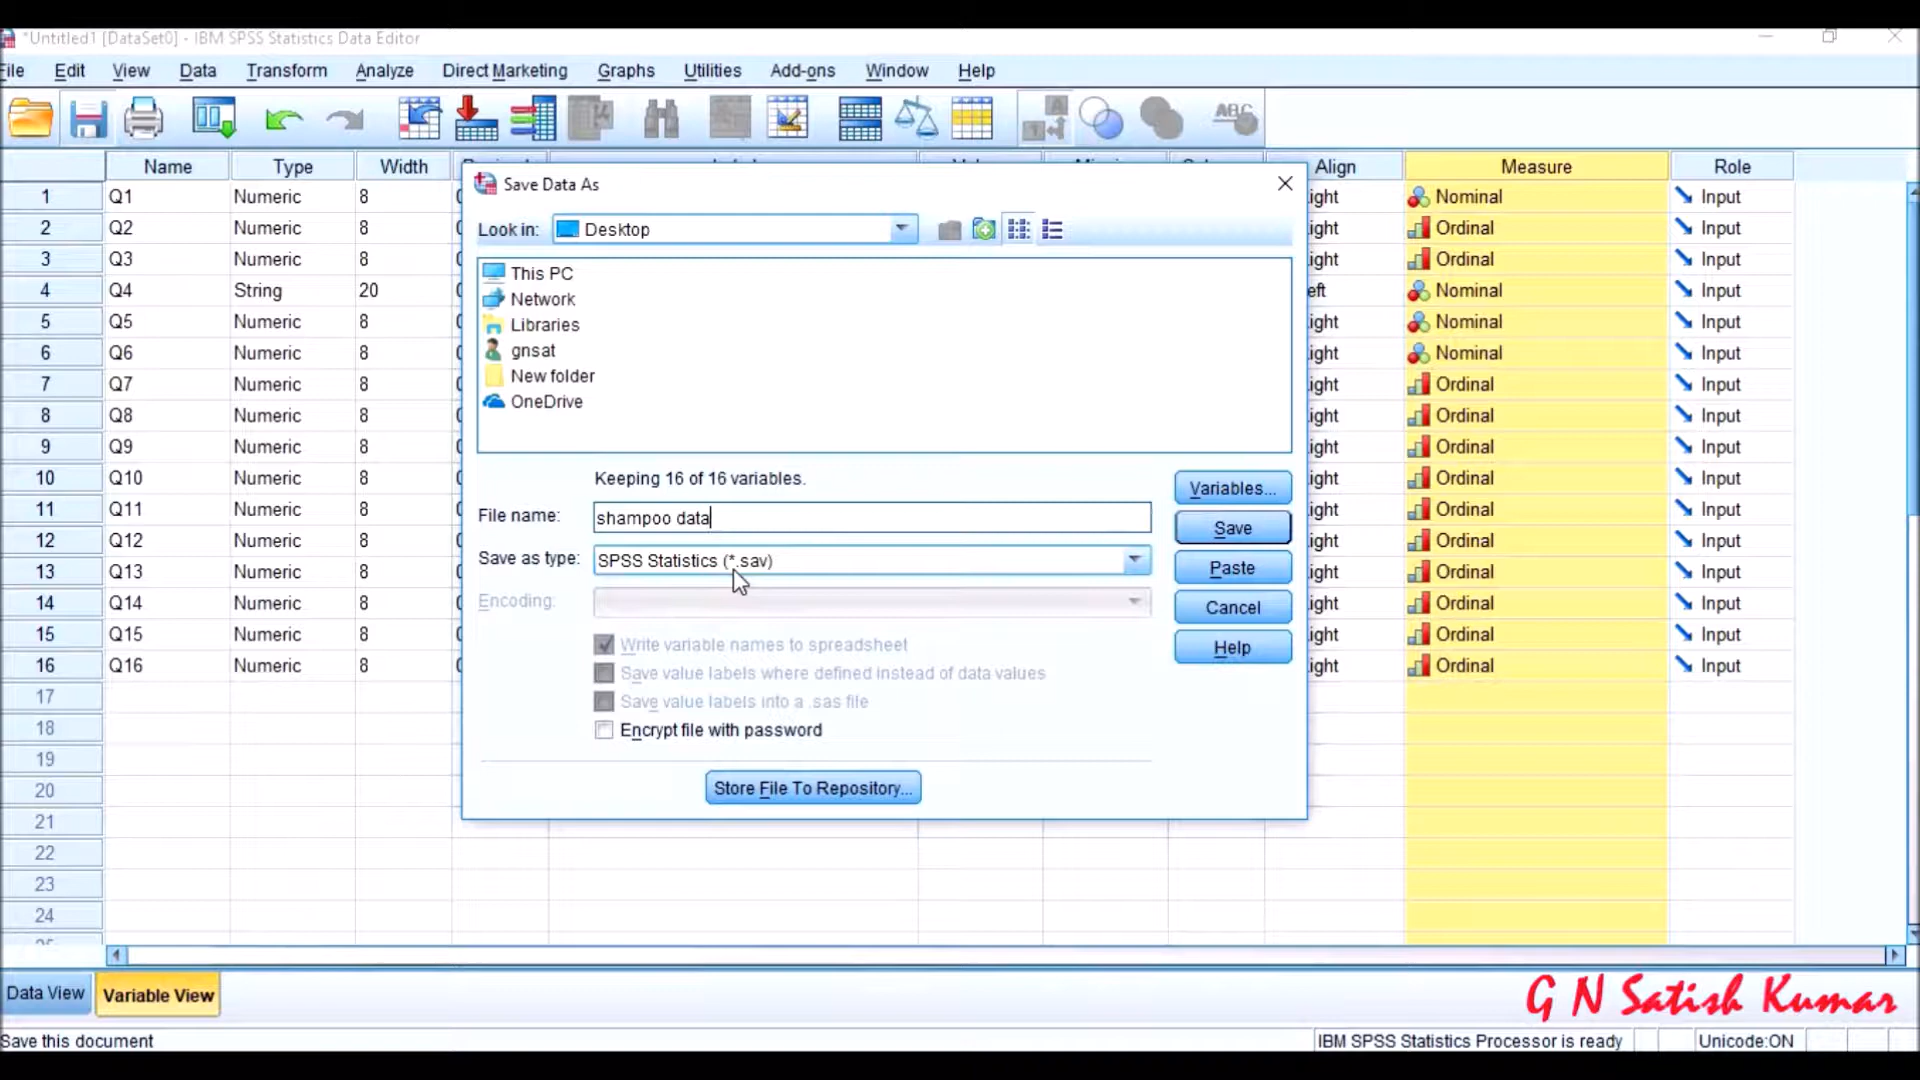 *Untitled1 [DataSet0] - IBM SPSS Statistics Data Editor
File Edit View Data Transform Analyze Direct Marketing Graphs Utilities Add-ons Window Help
Name Type Width Align Measure Role
1 Q1 Numeric 8 ight Nominal Input
2 Q2 Numeric 8 ight Ordinal Input
3 Q3 Numeric 8 ight Ordinal Input
4 Q4 String 20 eft Nominal Input
5 Q5 Numeric 8 ight Nominal Input
6 Q6 Numeric 8 ight Nominal Input
7 Q7 Numeric 8 ight Ordinal Input
8 Q8 Numeric 8 ight Ordinal Input
9 Q9 Numeric 8 ight Ordinal Input
10 Q10 Numeric 8 ight Ordinal Input
11 Q11 Numeric 8 ight Ordinal Input
12 Q12 Numeric 8 ight Ordinal Input
13 Q13 Numeric 8 ight Ordinal Input
14 Q14 Numeric 8 ight Ordinal Input
15 Q15 Numeric 8 ight Ordinal Input
16 Q16 Numeric 8 ight Ordinal Input
17
18
19
20
21
22
23
24
Save Data As
Look in: Desktop
This PC
Network
Libraries
gnsat
New folder
OneDrive
Keeping 16 of 16 variables.
Variables...
File name: shampoo data
Save
Save as type: SPSS Statistics (*.sav)
Paste
Encoding:
Cancel
Write variable names to spreadsheet
Help
Save value labels where defined instead of data values
Save value labels into a .sas file
Encrypt file with password
Store File To Repository...
Data View Variable View
G N Satish Kumar
Save this document IBM SPSS Statistics Processor is ready Unicode:ON